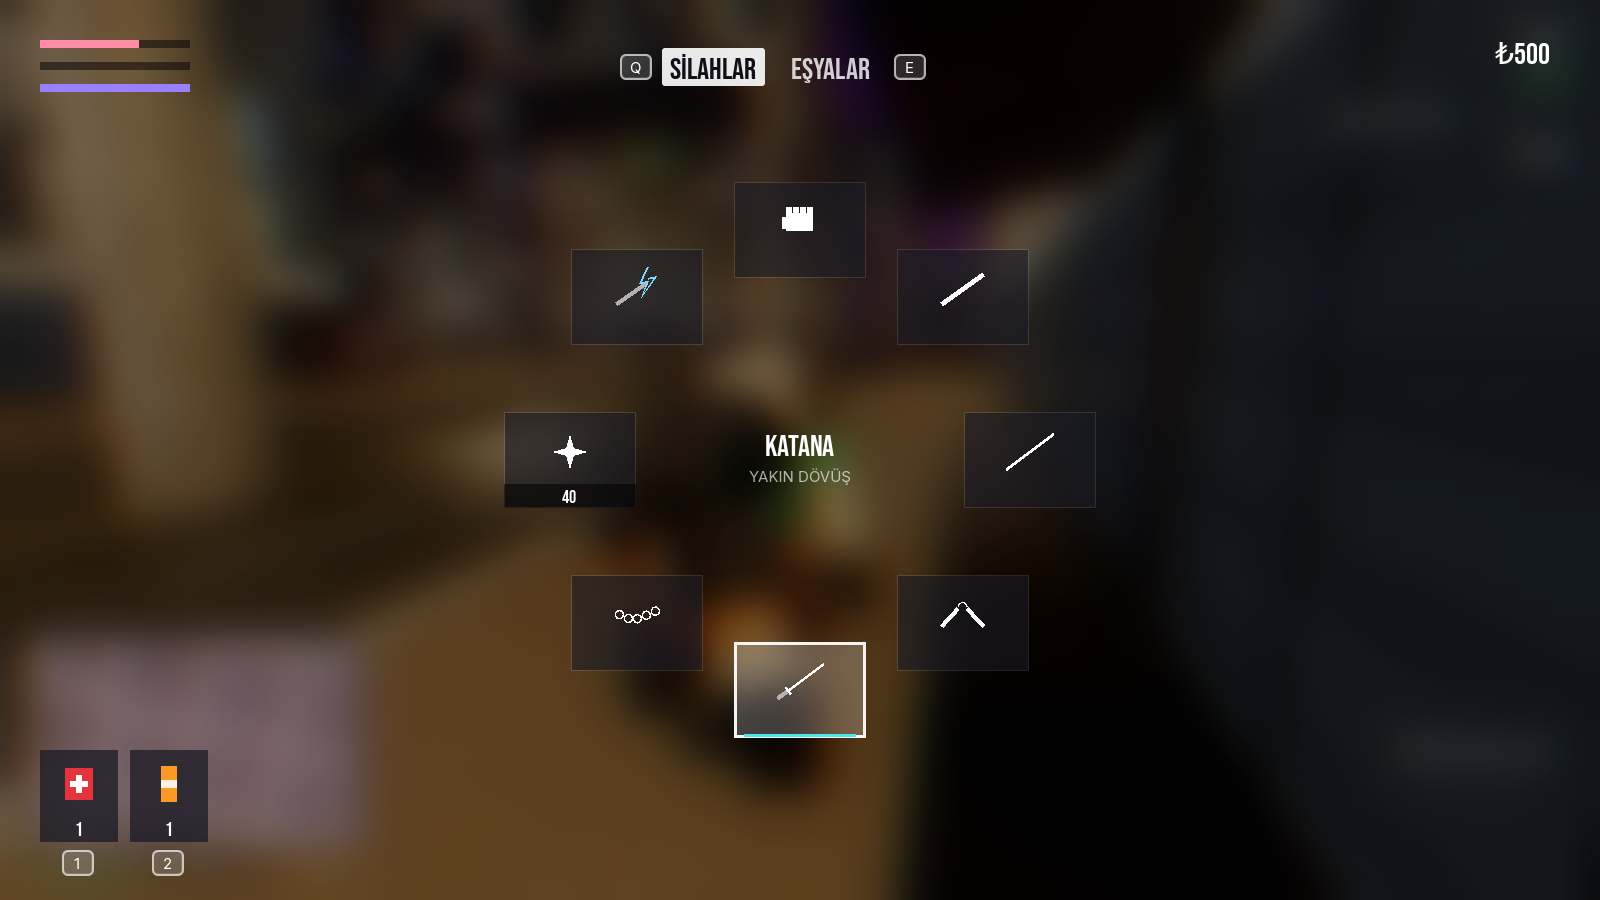 Q SİLAHLAR EŞYALAR E
₺500
KATANA
YAKIN DÖVÜŞ
40
1 1
1 2